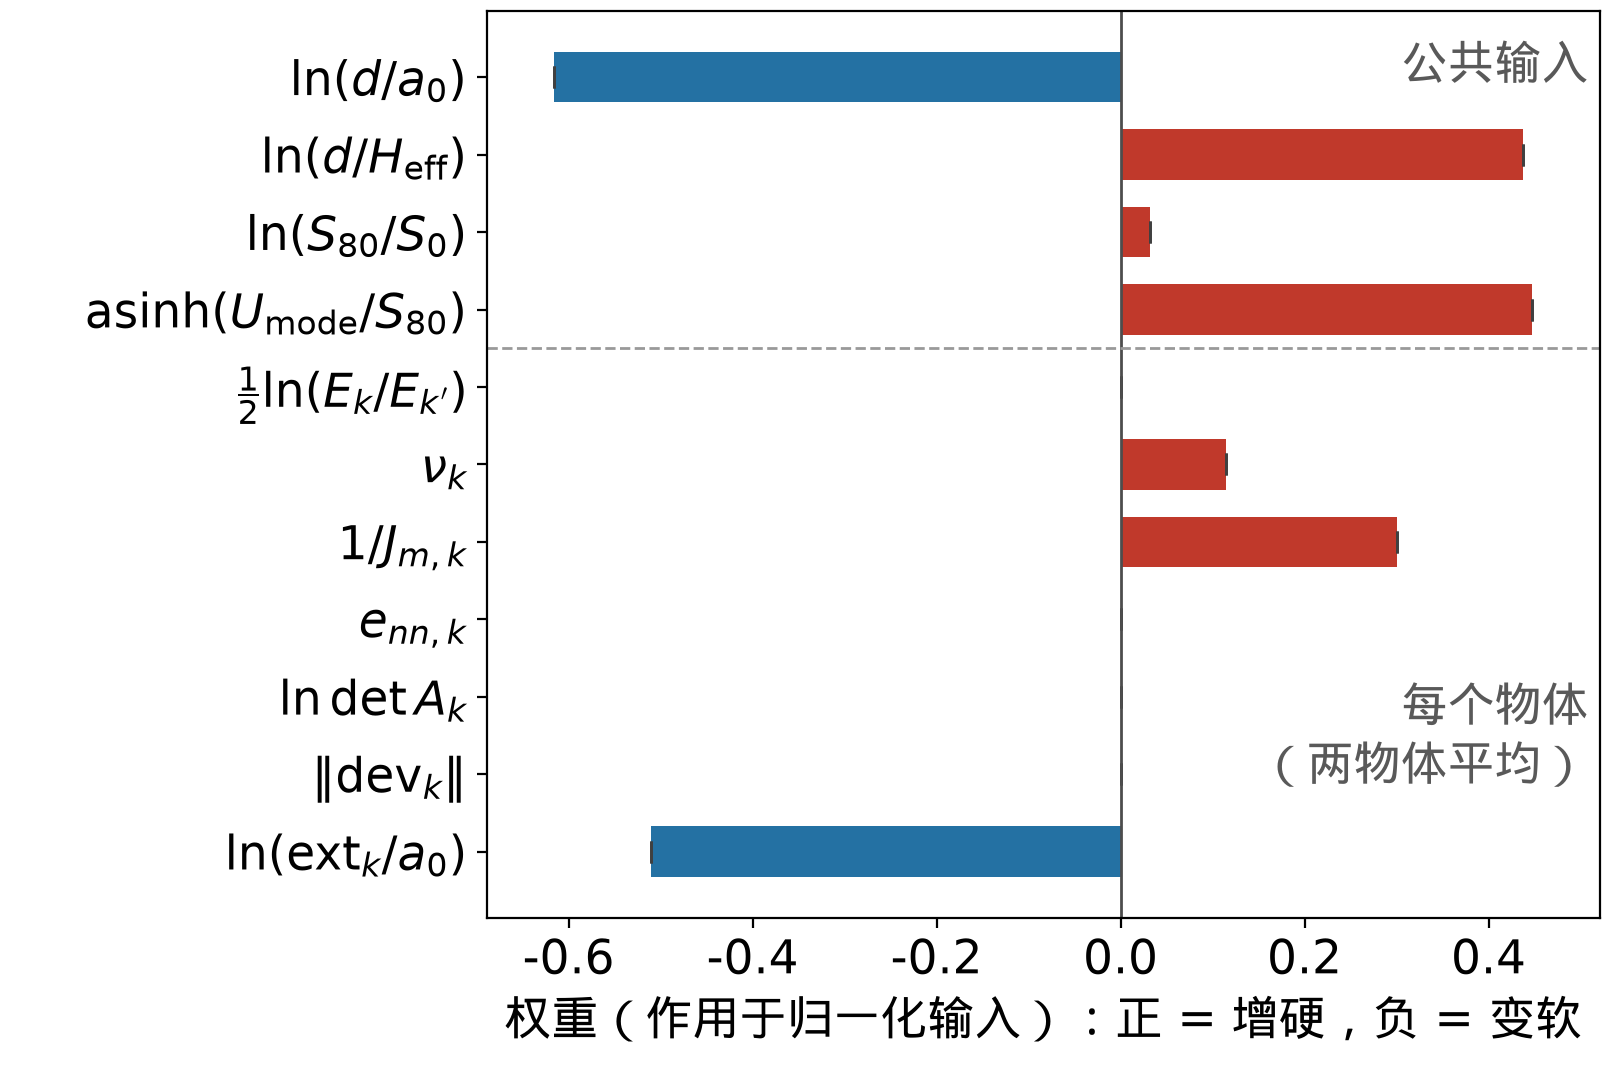 ln(d/a₀)
公共输入
ln(d/H_eff)
ln(S₈₀/S₀)
asinh(U_mode/S₈₀)
½ln(E_k/E_k′)
ν_k
1/J_{m,k}
e_{nn,k}
ln det A_k
每个物体
（两物体平均）
‖dev_k‖
ln(ext_k/a₀)
-0.6 -0.4 -0.2 0.0 0.2 0.4
权重（作用于归一化输入）：正 = 增硬，负 = 变软